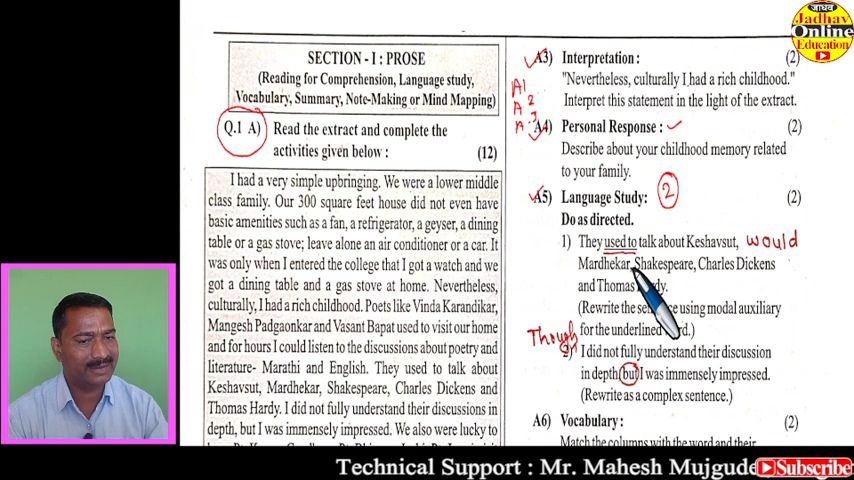 जाधव
Jadhav
Online
Education
SECTION - I : PROSE
(Reading for Comprehension, Language study,
Vocabulary, Summary, Note-Making or Mind Mapping)
Q.1 A) Read the extract and complete the
activities given below : (12)
I had a very simple upbringing. We were a lower middle
class family. Our 300 square feet house did not even have
basic amenities such as a fan, a refrigerator, a geyser, a dining
table or a gas stove; leave alone an air conditioner or a car. It
was only when I entered the college that I got a watch and we
got a dining table and a gas stove at home. Nevertheless,
culturally, I had a rich childhood. Poets like Vinda Karandikar,
Mangesh Padgaonkar and Vasant Bapat used to visit our home
and for hours I could listen to the discussions about poetry and
literature- Marathi and English. They used to talk about
Keshavsut, Mardhekar, Shakespeare, Charles Dickens and
Thomas Hardy. I did not fully understand their discussions in
depth, but I was immensely impressed. We also were lucky to
A3) Interpretation : (2)
A1
A2
A3
"Nevertheless, culturally I had a rich childhood."
Interpret this statement in the light of the extract.
A4) Personal Response : (2)
Describe about your childhood memory related
to your family.
A5) Language Study: 2 (2)
Do as directed.
1) They used to talk about Keshavsut, would
Mardhekar, Shakespeare, Charles Dickens
and Thomas
(Rewrite the using modal auxiliary
for the underlined
Though
2) I did not fully understand their discussion
in depth, but I was immensely impressed.
(Rewrite as a complex sentence.)
A6) Vocabulary : (2)
Match the columns with the word and their
Technical Support : Mr. Mahesh Mujgude,
Subscribe